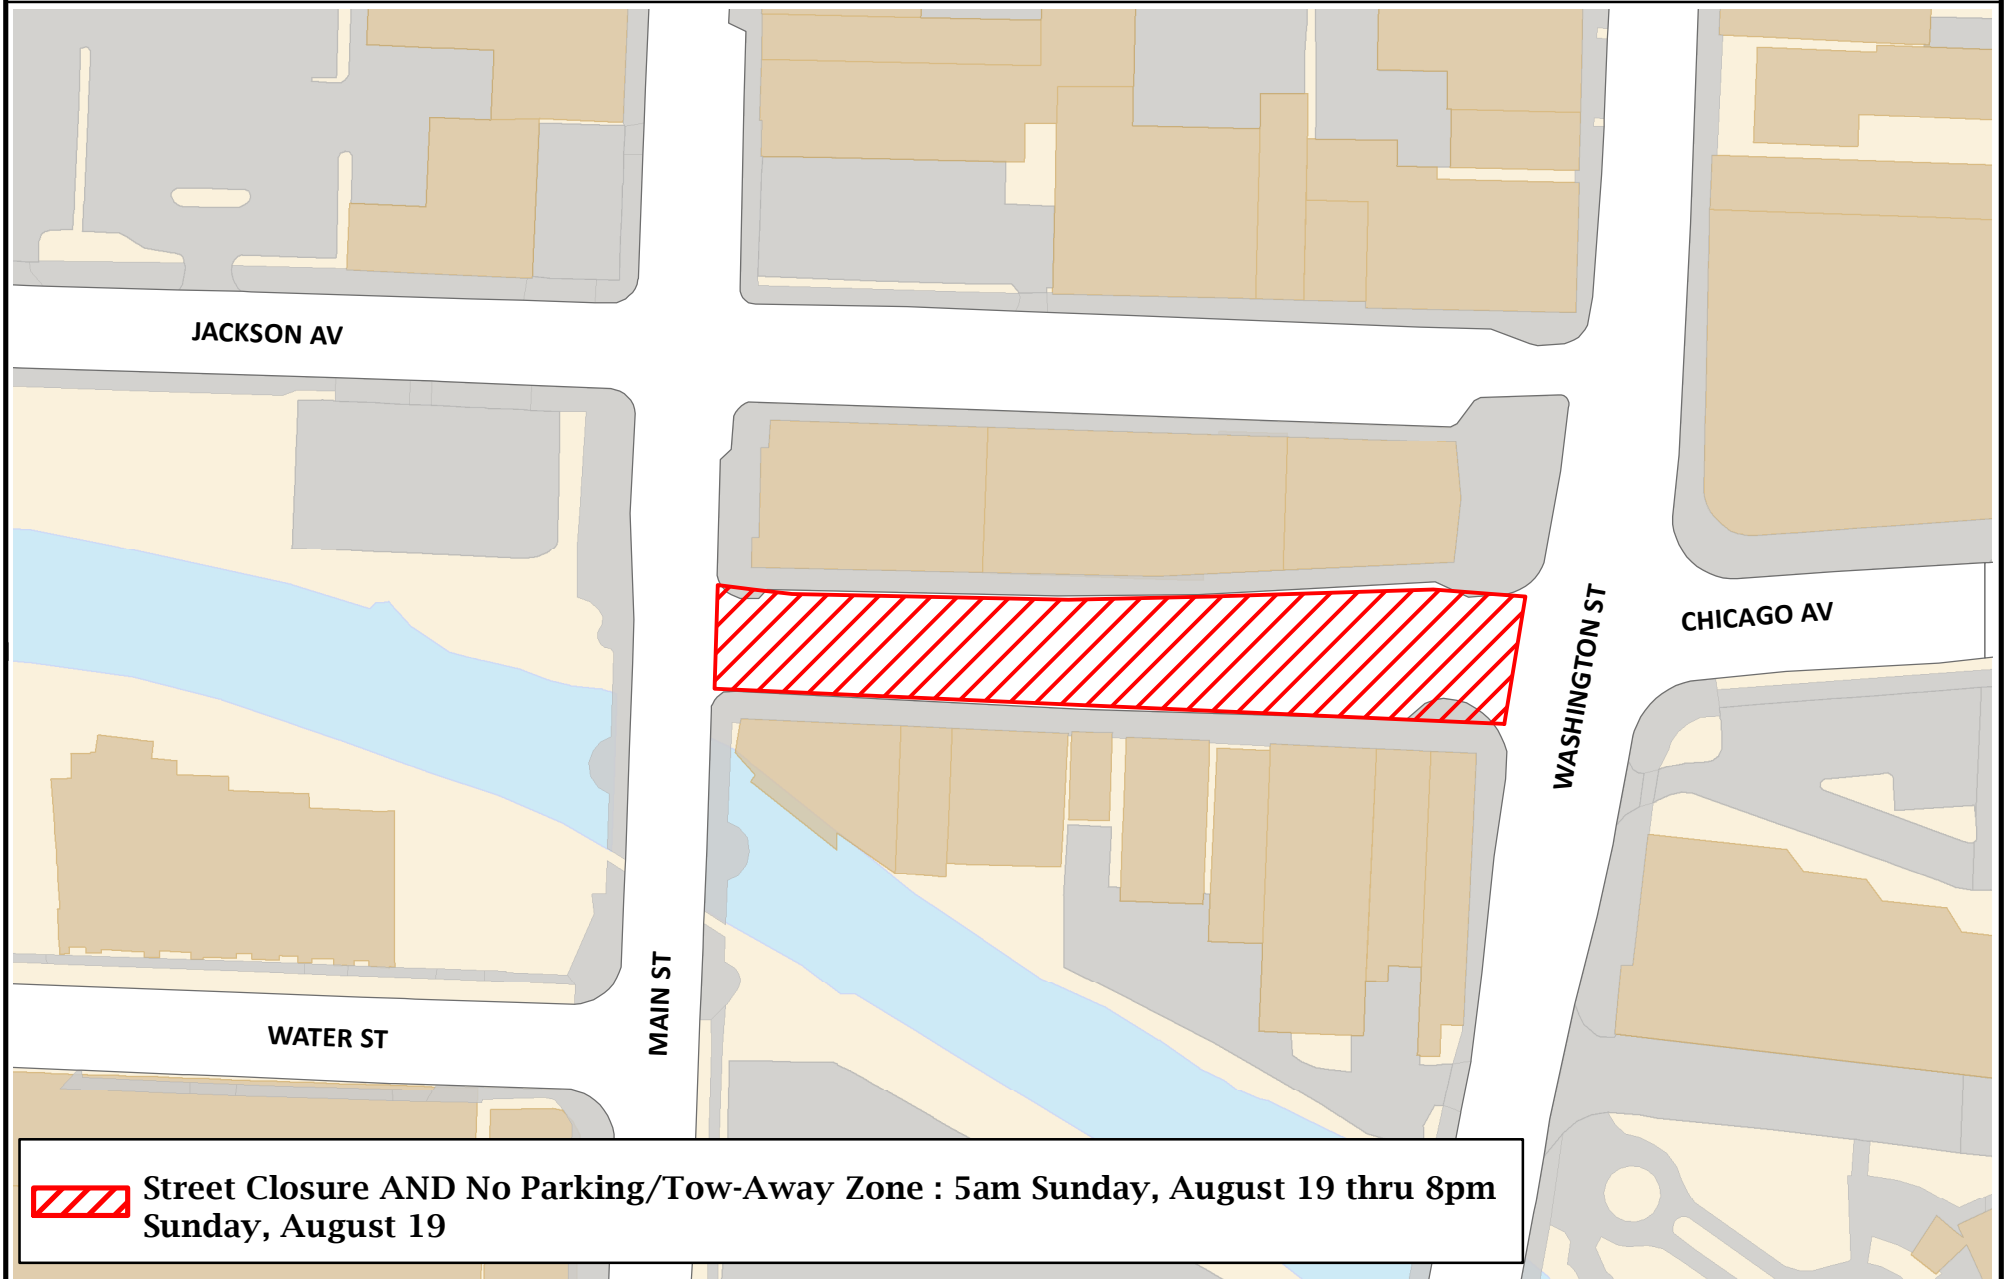 JACKSON AV
WASHINGTON ST
CHICAGO AV
MAIN ST
WATER ST
Street Closure AND No Parking/Tow-Away Zone : 5am Sunday, August 19 thru 8pm
Sunday, August 19